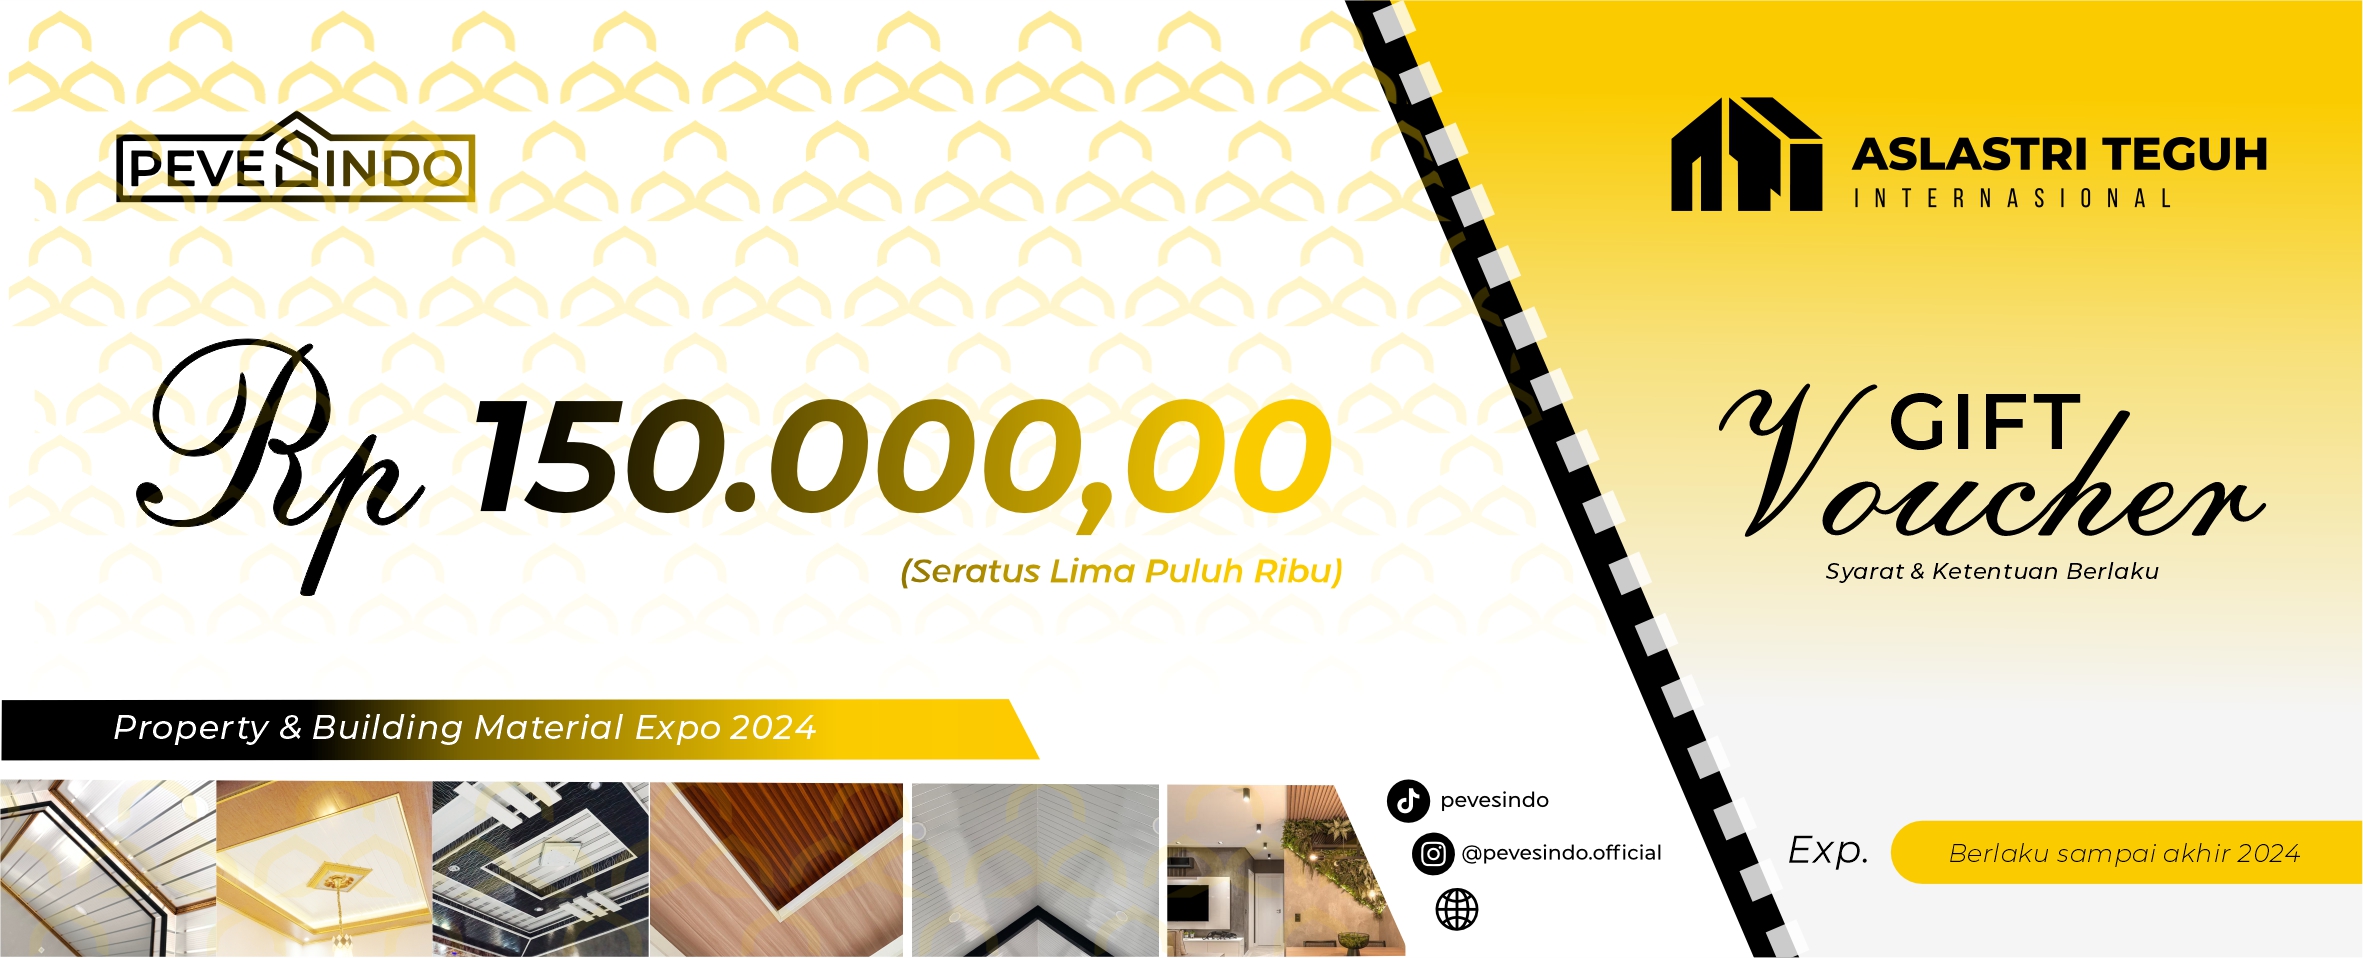 PEVESINDO
Rp 150.000,00
(Seratus Lima Puluh Ribu)
Property & Building Material Expo 2024
pevesindo
@pevesindo.official
ASLASTRI TEGUH
INTERNASIONAL
GIFT
Voucher
Syarat & Ketentuan Berlaku
Exp. Berlaku sampai akhir 2024